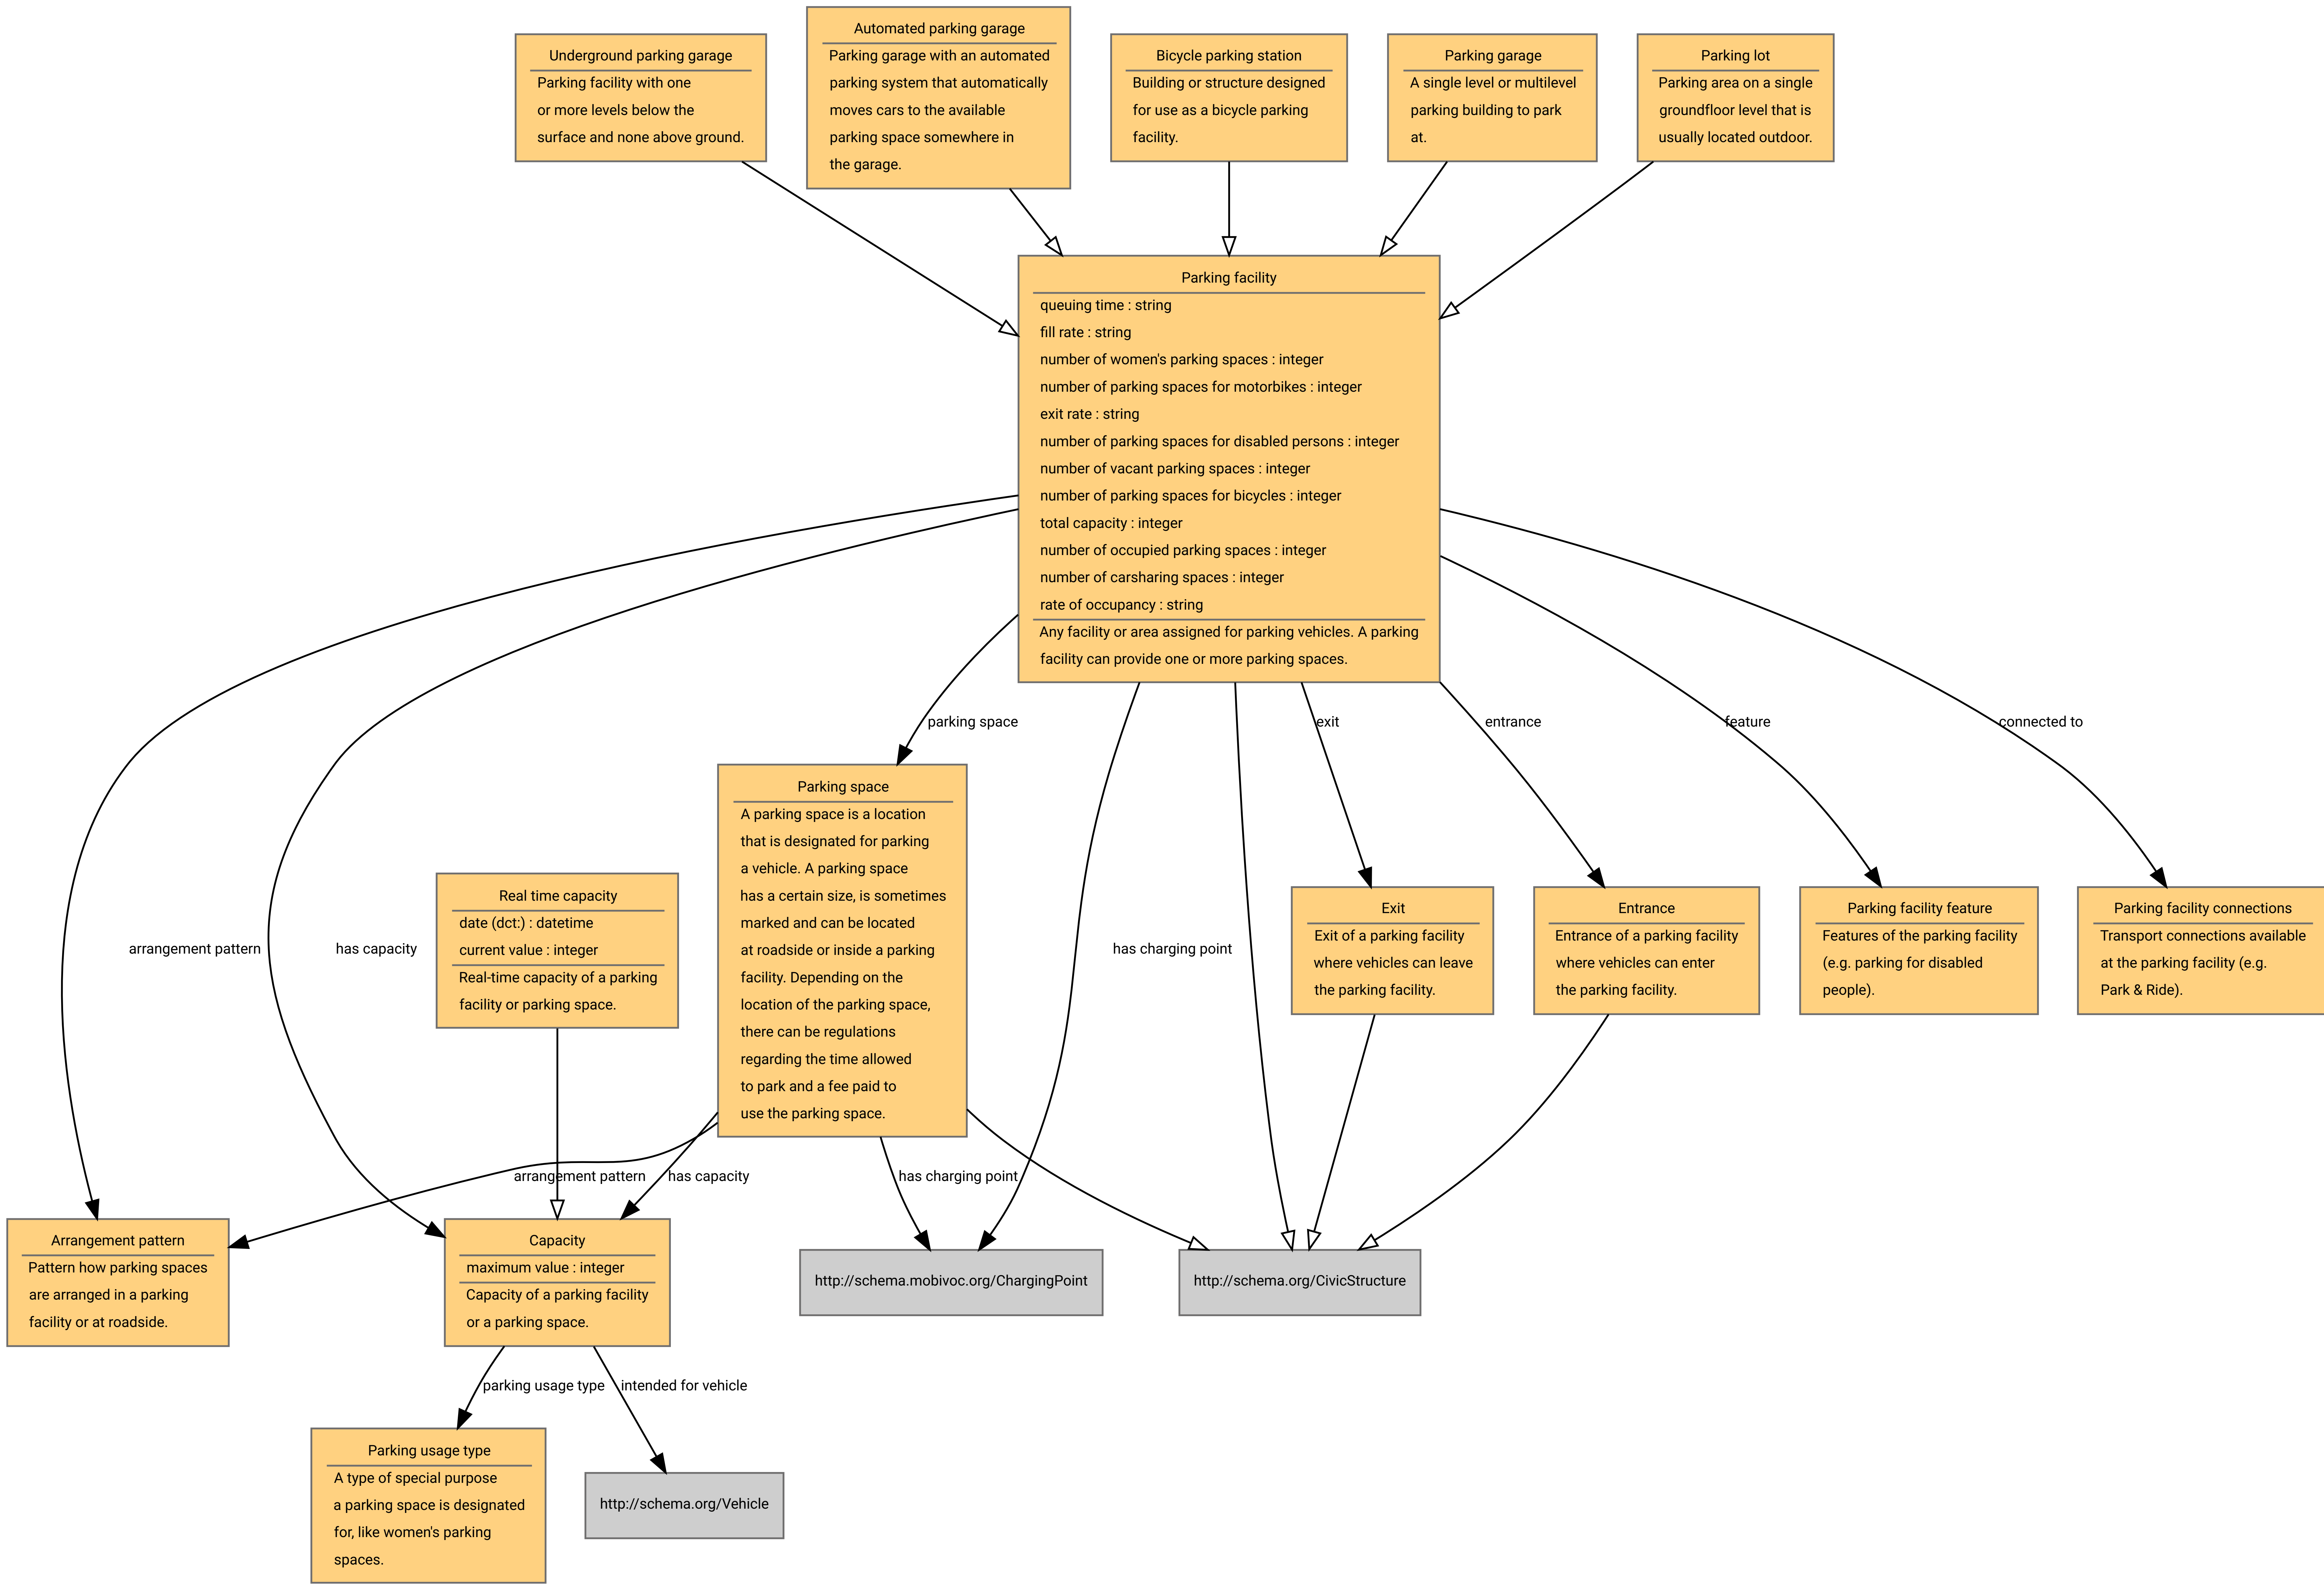 Underground parking garage
Parking facility with one
or more levels below the
surface and none above ground.
Automated parking garage
Parking garage with an automated
parking system that automatically
moves cars to the available
parking space somewhere in
the garage.
Bicycle parking station
Building or structure designed
for use as a bicycle parking
facility.
Parking garage
A single level or multilevel
parking building to park
at.
Parking lot
Parking area on a single
groundfloor level that is
usually located outdoor.
Parking facility
queuing time : string
fill rate : string
number of women's parking spaces : integer
number of parking spaces for motorbikes : integer
exit rate : string
number of parking spaces for disabled persons : integer
number of vacant parking spaces : integer
number of parking spaces for bicycles : integer
total capacity : integer
number of occupied parking spaces : integer
number of carsharing spaces : integer
rate of occupancy : string
Any facility or area assigned for parking vehicles. A parking
facility can provide one or more parking spaces.
parking space
exit
entrance
feature
connected to
Parking space
A parking space is a location
that is designated for parking
a vehicle. A parking space
has a certain size, is sometimes
marked and can be located
at roadside or inside a parking
facility. Depending on the
location of the parking space,
there can be regulations
regarding the time allowed
to park and a fee paid to
use the parking space.
Real time capacity
date (dct:) : datetime
current value : integer
Real-time capacity of a parking
facility or parking space.
Exit
Exit of a parking facility
where vehicles can leave
the parking facility.
Entrance
Entrance of a parking facility
where vehicles can enter
the parking facility.
Parking facility feature
Features of the parking facility
(e.g. parking for disabled
people).
Parking facility connections
Transport connections available
at the parking facility (e.g.
Park & Ride).
arrangement pattern
has capacity
has charging point
arrangement pattern
has capacity
has charging point
Arrangement pattern
Pattern how parking spaces
are arranged in a parking
facility or at roadside.
Capacity
maximum value : integer
Capacity of a parking facility
or a parking space.
http://schema.mobivoc.org/ChargingPoint
http://schema.org/CivicStructure
parking usage type
intended for vehicle
Parking usage type
A type of special purpose
a parking space is designated
for, like women's parking
spaces.
http://schema.org/Vehicle